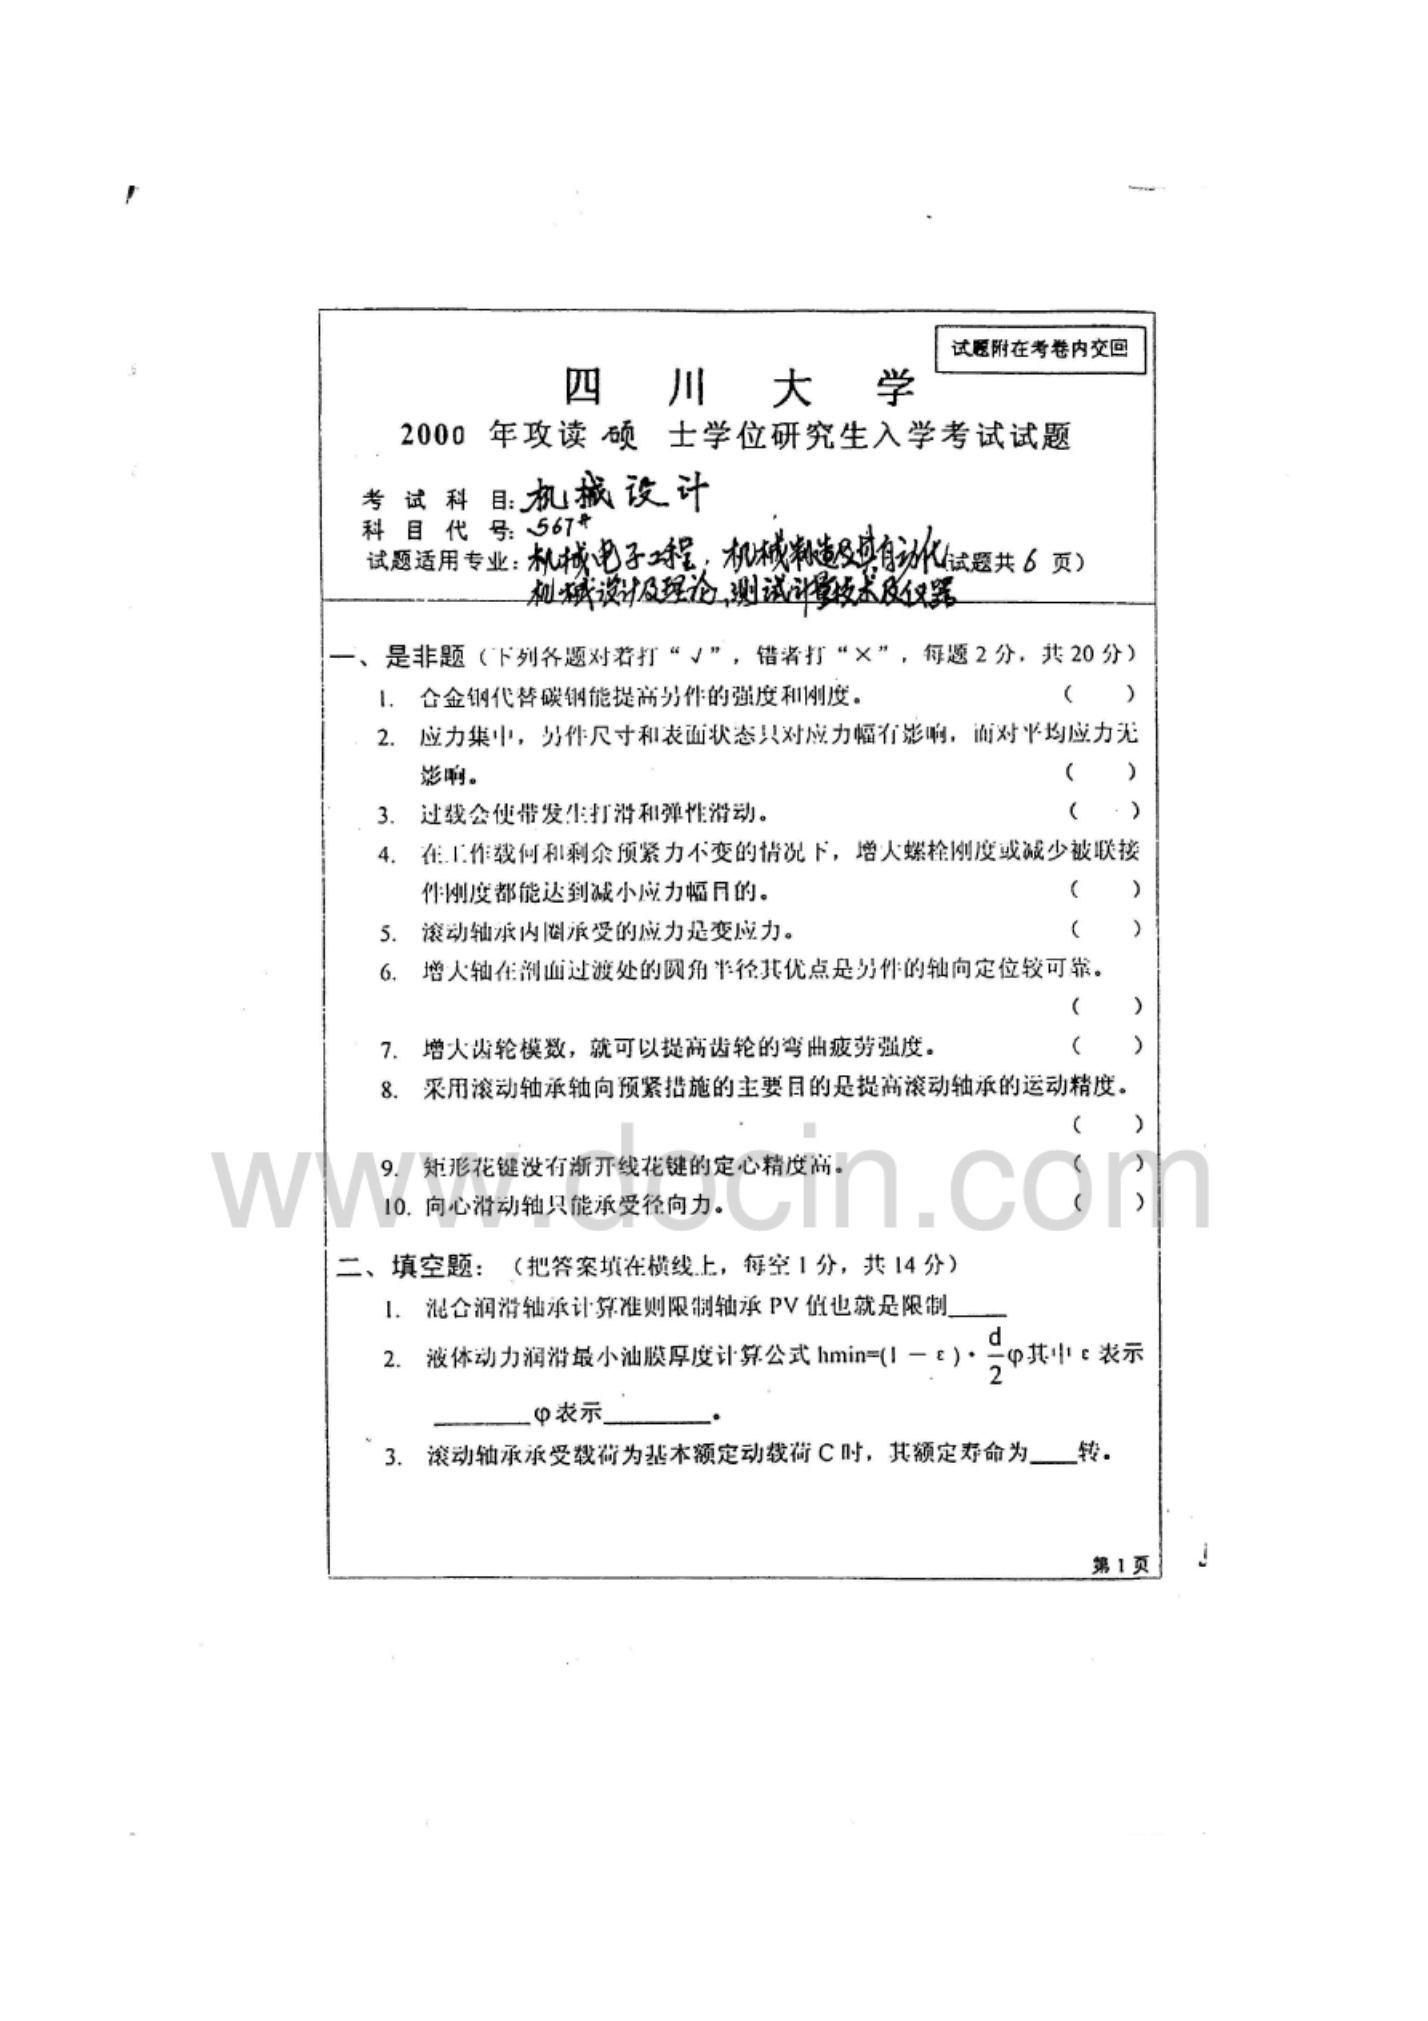 试题附在考卷内交回
四 川 大 学
2000 年攻读 硕 士学位研究生入学考试试题
考 试 科 目: 机械设计
科 目 代 号: 567#
试题适用专业: 机械电子工程, 机械制造及其自动化 (试题共 6 页)
机械设计及理论、测试计量技术及仪器
一、是非题（下列各题对者打“√”，错者打“×”，每题 2 分，共 20 分）
1. 合金钢代替碳钢能提高另件的强度和刚度。 （ ）
2. 应力集中，另件尺寸和表面状态只对应力幅有影响，而对平均应力无
影响。 （ ）
3. 过载会使带发生打滑和弹性滑动。 （ ）
4. 在工作载何和剩余预紧力不变的情况下，增大螺栓刚度或减少被联接
件刚度都能达到减小应力幅目的。 （ ）
5. 滚动轴承内圈承受的应力是变应力。 （ ）
6. 增大轴在剖面过渡处的圆角半径其优点是另件的轴向定位较可靠。
（ ）
7. 增大齿轮模数，就可以提高齿轮的弯曲疲劳强度。 （ ）
8. 采用滚动轴承轴向预紧措施的主要目的是提高滚动轴承的运动精度。
（ ）
9. 矩形花键没有渐开线花键的定心精度高。 （ ）
www.docin.com
10. 向心滑动轴只能承受径向力。 （ ）
二、填空题：（把答案填在横线上，每空 1 分，共 14 分）
1. 混合润滑轴承计算准则限制轴承 PV 值也就是限制_____
2. 液体动力润滑最小油膜厚度计算公式 hmin=(1－ε)·d/2φ其中 ε 表示
________φ表示_________。
3. 滚动轴承承受载荷为基本额定动载荷 C 时，其额定寿命为____转。
第 1 页